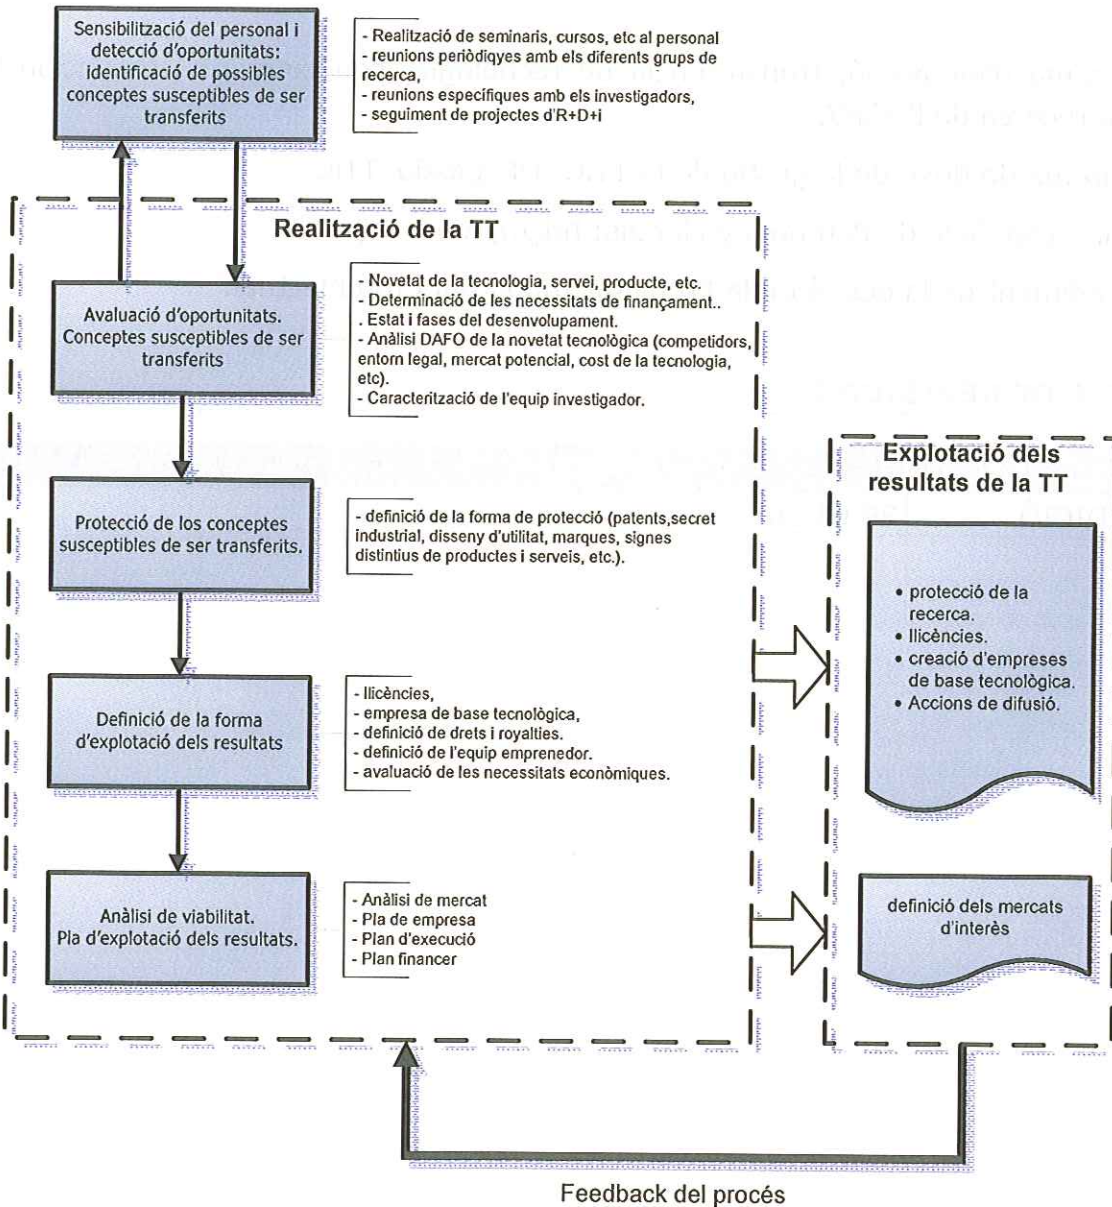 Sensibilització del personal i
detecció d'oportunitats:
identificació de possibles
conceptes susceptibles de ser
transferits
- Realització de seminaris, cursos, etc al personal
- reunions periòdiqyes amb els diferents grups de
recerca,
- reunions específiques amb els investigadors,
- seguiment de projectes d'R+D+i
Realització de la TT
Avaluació d'oportunitats.
Conceptes susceptibles de ser
transferits
- Novetat de la tecnologia, servei, producte, etc.
- Determinació de les necessitats de finançament..
. Estat i fases del desenvolupament.
- Anàlisi DAFO de la novetat tecnològica (competidors,
entorn legal, mercat potencial, cost de la tecnologia,
etc).
- Caracterització de l'equip investigador.
Protecció de los conceptes
susceptibles de ser transferits.
- definició de la forma de protecció (patents,secret
industrial, disseny d'utilitat, marques, signes
distintius de productes i serveis, etc.).
Definició de la forma
d'explotació dels resultats
- llicències,
- empresa de base tecnològica,
- definició de drets i royalties.
- definició de l'equip emprenedor.
- avaluació de les necessitats econòmiques.
Anàlisi de viabilitat.
Pla d'explotació dels resultats.
- Anàlisi de mercat
- Pla de empresa
- Plan d'execució
- Plan financer
Explotació dels
resultats de la TT
• protecció de la
recerca.
• llicències.
• creació d'empreses
de base tecnològica.
• Accions de difusió.
definició dels mercats
d'interès
Feedback del procés